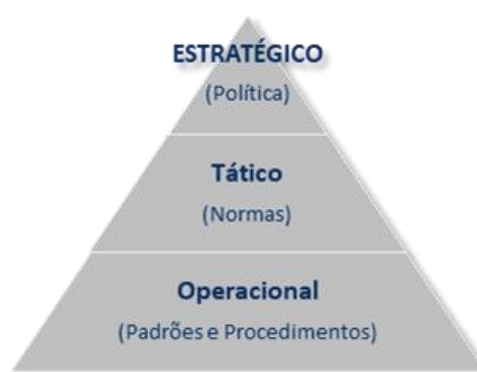 ESTRATÉGICO
(Política)
Tático
(Normas)
Operacional
(Padrões e Procedimentos)